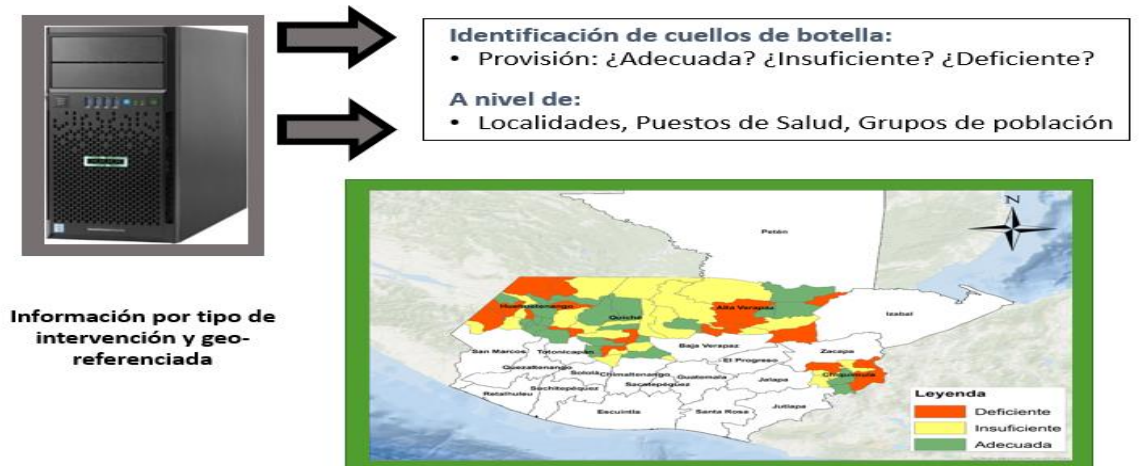 Identificación de cuellos de botella:
• Provisión: ¿Adecuada? ¿Insuficiente? ¿Deficiente?
A nivel de:
• Localidades, Puestos de Salud, Grupos de población
Información por tipo de
intervención y geo-
referenciada
N
Petén
Huehuetenango
Quiché
Alta Verapaz
Izabal
Baja Verapaz
Zacapa
San Marcos
Totonicapán
El Progreso
Chiquimula
Quezaltenango
Sololá
Chimaltenango
Guatemala
Jalapa
Sacatepéquez
Suchitepéquez
Retalhuleu
Escuintla
Santa Rosa
Jutiapa
Leyenda
Deficiente
Insuficiente
Adecuada